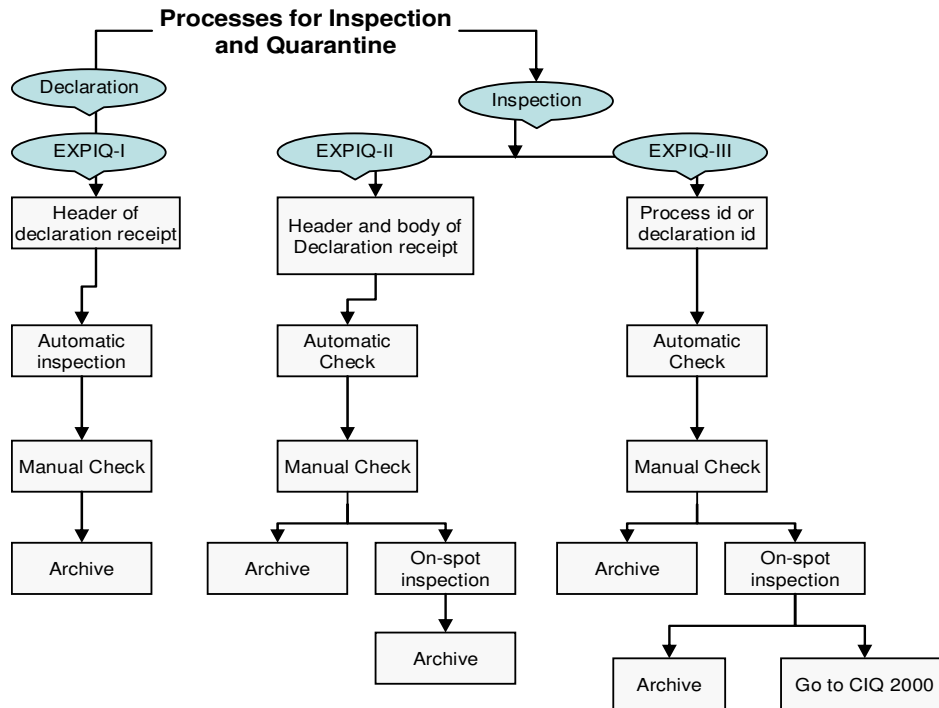 Processes for Inspection
and Quarantine
Declaration
Inspection
EXPIQ-I
EXPIQ-II
EXPIQ-III
Header of
declaration receipt
Header and body of
Declaration receipt
Process id or
declaration id
Automatic
inspection
Automatic
Check
Automatic
Check
Manual Check
Manual Check
Manual Check
Archive
Archive
On-spot
inspection
Archive
On-spot
inspection
Archive
Archive
Go to CIQ 2000